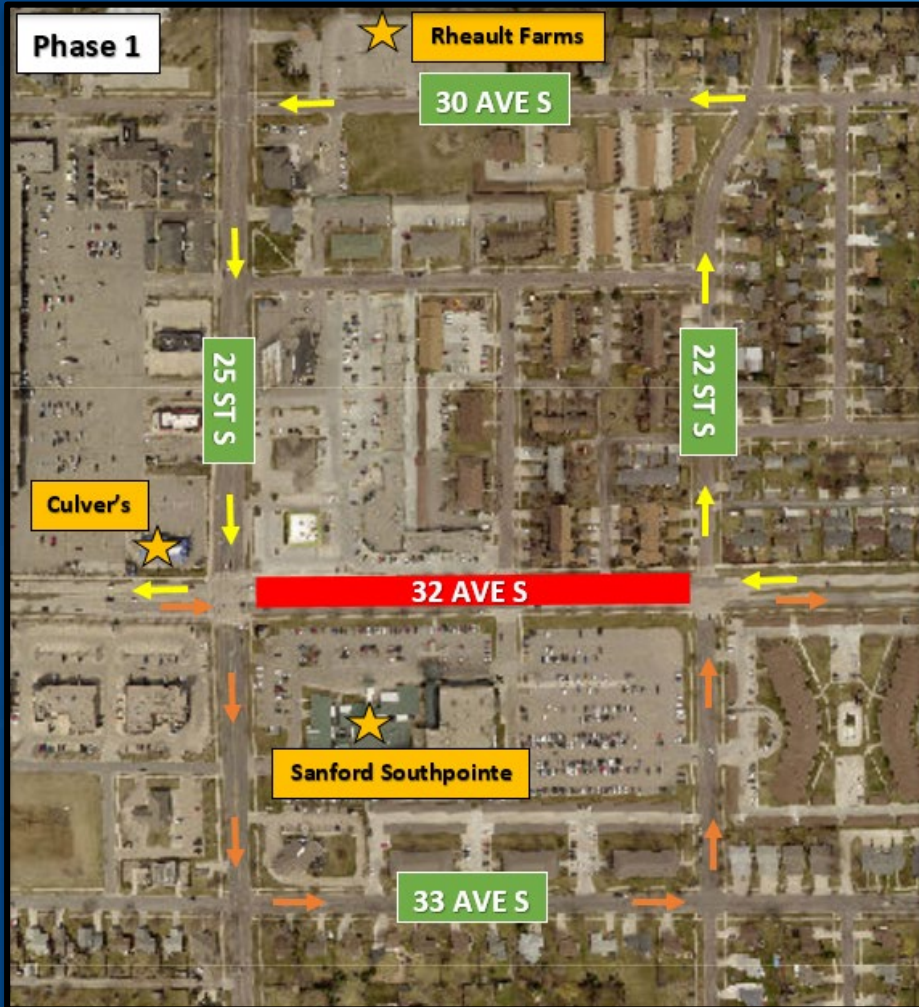 Phase 1
Rheault Farms
30 AVE S
25 ST S
22 ST S
Culver's
32 AVE S
Sanford Southpointe
33 AVE S